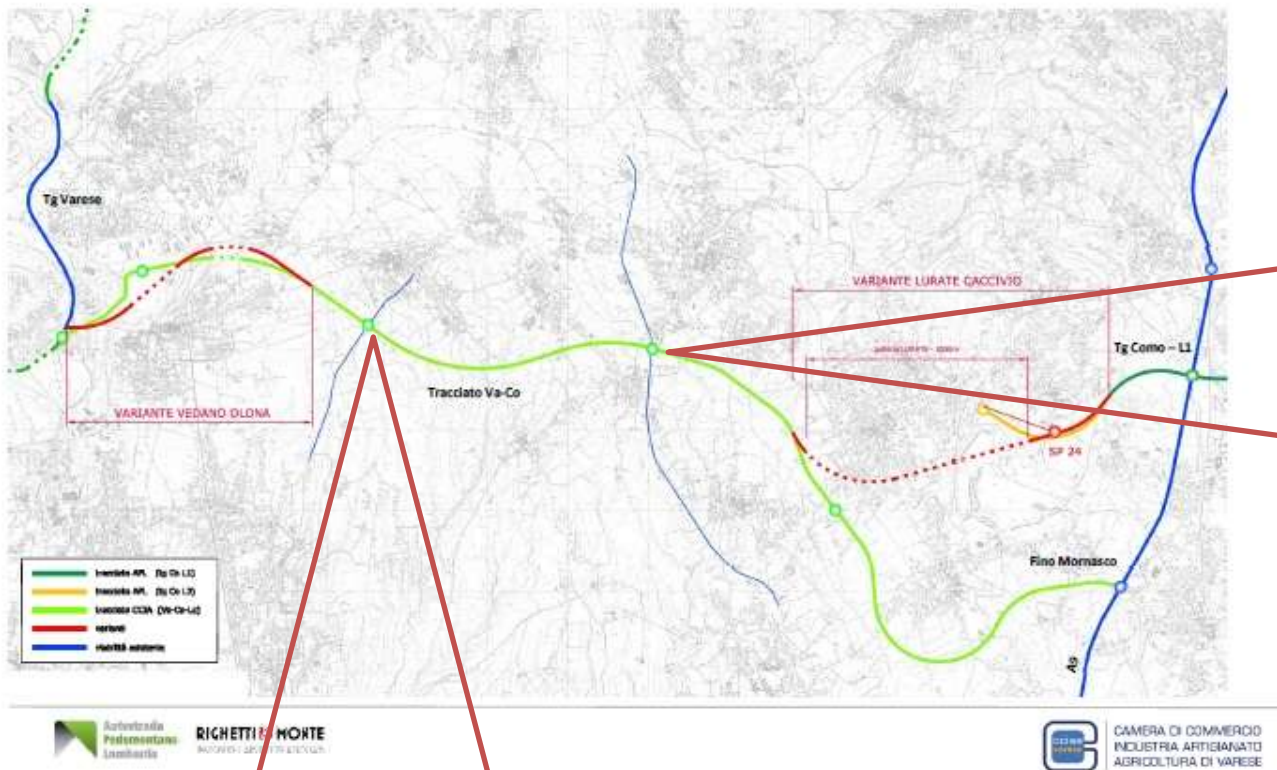 Tg Varese
VARIANTE VEDANO OLONA
Tracciato Va-Co
VARIANTE LURATE CACCIVIO
Tg Como – L1
SP 24
Fino Mornasco
A9
tracciato APL (Tg Co L1)
tracciato APL (Tg Co L2)
tracciato CCIA (Va-Co-Lc)
varianti
viabilità esistente
Autostrada
Pedemontana
Lombarda
RIGHETTI & MONTE
CAMERA DI COMMERCIO
INDUSTRIA ARTIGIANATO
AGRICOLTURA DI VARESE